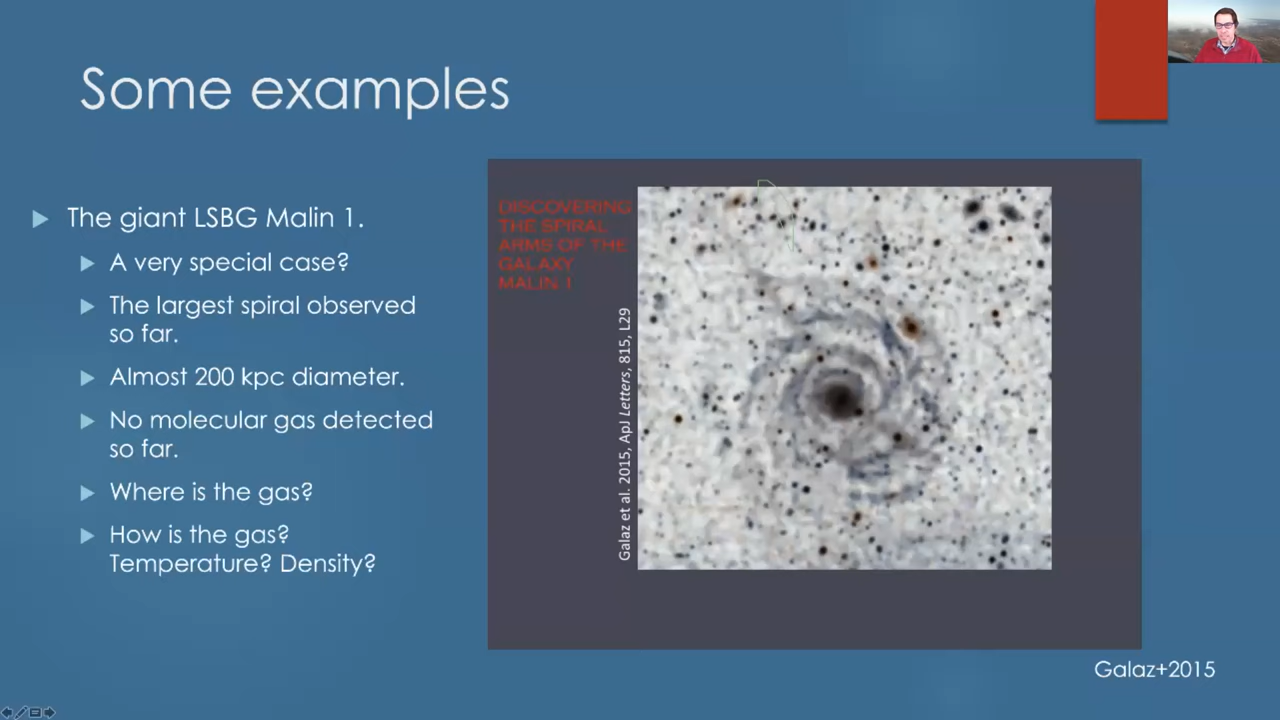 Some examples
The giant LSBG Malin 1.
A very special case?
The largest spiral observed
so far.
Almost 200 kpc diameter.
No molecular gas detected
so far.
Where is the gas?
How is the gas?
Temperature? Density?
DISCOVERING
THE SPIRAL
ARMS OF THE
GALAXY
MALIN 1
Galaz et al. 2015, ApJ Letters, 815, L29
Galaz+2015